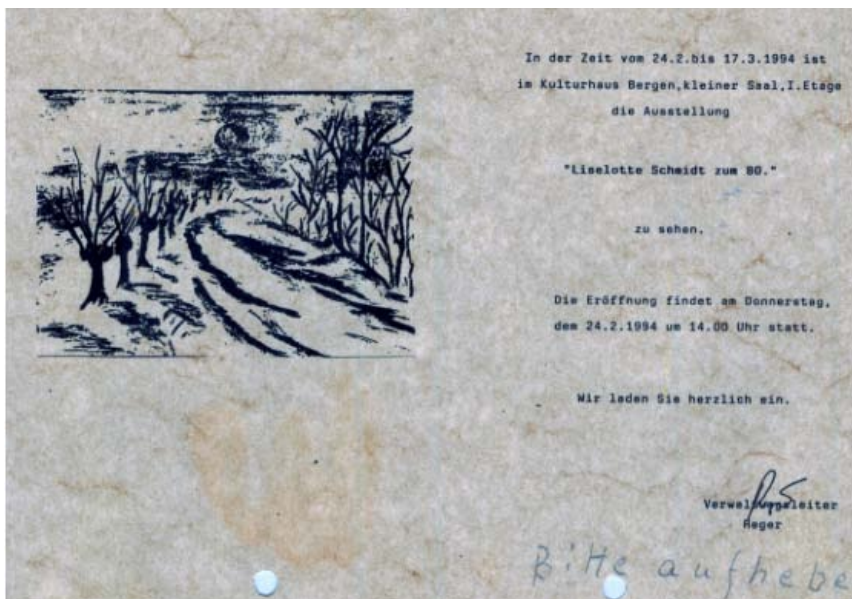 In der Zeit vom 24.2.bis 17.3.1994 ist
im Kulturhaus Bergen,kleiner Saal,I.Etage
die Ausstellung
"Liselotte Schmidt zum 80."
zu sehen.
Die Eröffnung findet am Donnerstag,
dem 24.2.1994 um 14.00 Uhr statt.
Wir laden Sie herzlich ein.
Verwaltungsleiter
Reger
Bitte aufhebe